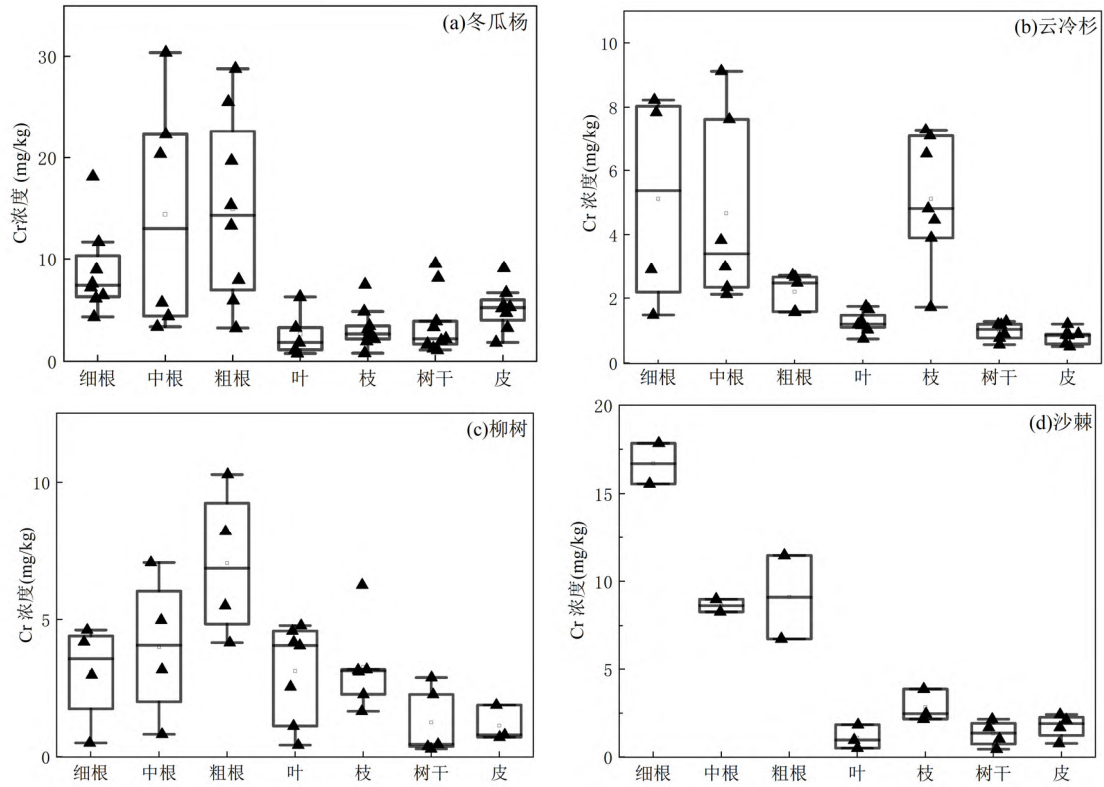 (a)冬瓜杨
Cr浓度 (mg/kg)
30
20
10
0
细根 中根 粗根 叶 枝 树干 皮
(b)云冷杉
Cr 浓度(mg/kg)
10
8
6
4
2
0
细根 中根 粗根 叶 枝 树干 皮
(c)柳树
Cr 浓度(mg/kg)
10
5
0
细根 中根 粗根 叶 枝 树干 皮
(d)沙棘
Cr 浓度(mg/kg)
20
15
10
5
0
细根 中根 粗根 叶 枝 树干 皮